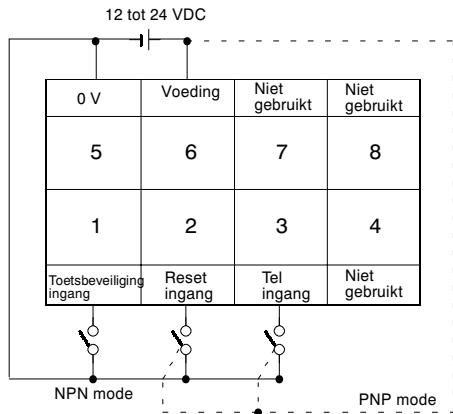 12 tot 24 VDC
0 V
Voeding
Niet
gebruikt
Niet
gebruikt
5
6
7
8
1
2
3
4
Toetsbeveiliging
ingang
Reset
ingang
Tel
ingang
Niet
gebruikt
NPN mode
PNP mode